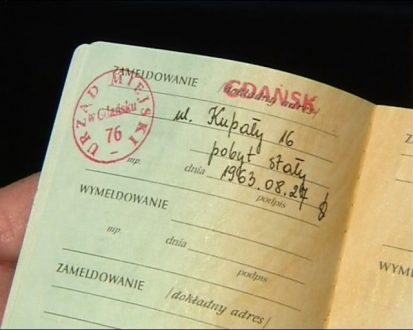 ZAMELDOWANIE GDAŃSK
/dokładny adres/
URZĄD MIEJSKI
w Gdańsku
76
ul. Kupały 16
pobyt stały
mp. dnia 1963.08.27
podpis
WYMELDOWANIE
mp. dnia
podpis
ZAMELDOWANIE
/dokładny adres/
WYM